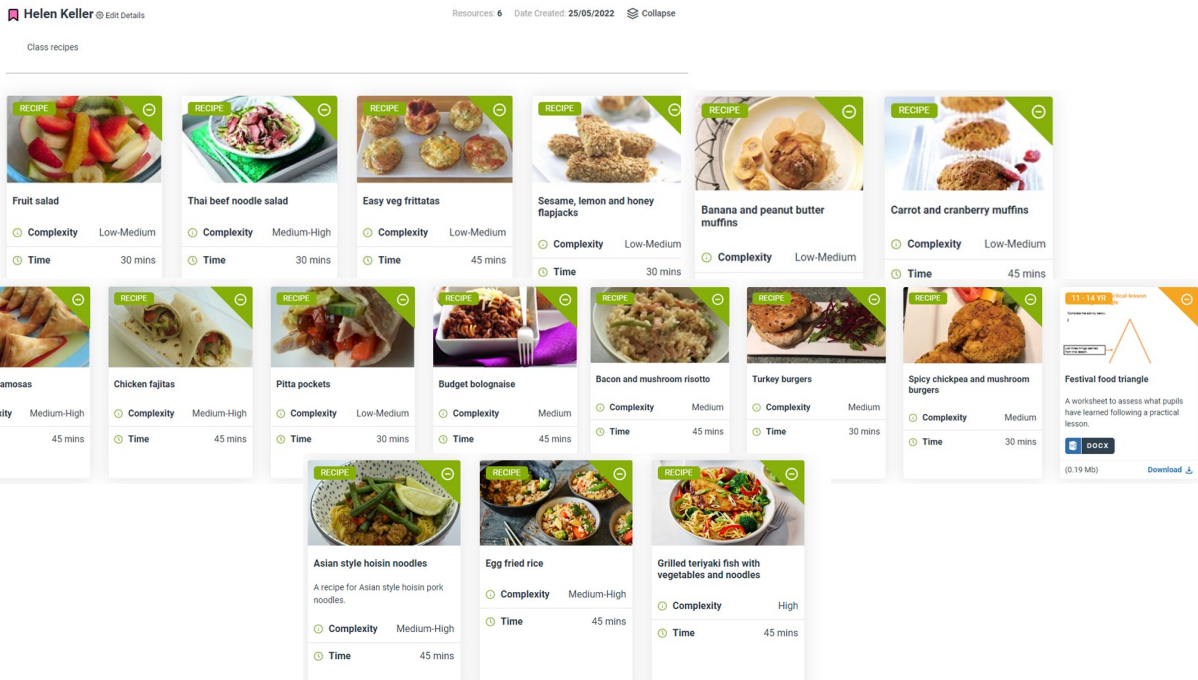 Helen Keller Edit Details
Resources: 6 Date Created: 25/05/2022 Collapse
Class recipes
RECIPE
Fruit salad
Complexity Low-Medium
Time 30 mins
RECIPE
Thai beef noodle salad
Complexity Medium-High
Time 30 mins
RECIPE
Easy veg frittatas
Complexity Low-Medium
Time 45 mins
RECIPE
Sesame, lemon and honey
flapjacks
Complexity Low-Medium
Time 30 mins
RECIPE
Banana and peanut butter
muffins
Complexity Low-Medium
RECIPE
Carrot and cranberry muffins
Complexity Low-Medium
Time 45 mins
amosas
ity Medium-High
45 mins
RECIPE
Chicken fajitas
Complexity Medium-High
Time 45 mins
RECIPE
Pitta pockets
Complexity Low-Medium
Time 30 mins
RECIPE
Budget bolognaise
Complexity Medium
Time 45 mins
RECIPE
Bacon and mushroom risotto
Complexity Medium
Time 45 mins
RECIPE
Turkey burgers
Complexity Medium
Time 30 mins
RECIPE
Spicy chickpea and mushroom
burgers
Complexity Medium
Time 30 mins
11 - 14 YR ctical lesson
Complete the activity below.
Festival food triangle
A worksheet to assess what pupils
have learned following a practical
lesson.
DOCX
(0.19 Mb) Download
RECIPE
Asian style hoisin noodles
A recipe for Asian style hoisin pork
noodles.
Complexity Medium-High
Time 45 mins
RECIPE
Egg fried rice
Complexity Medium-High
Time 45 mins
RECIPE
Grilled teriyaki fish with
vegetables and noodles
Complexity High
Time 45 mins